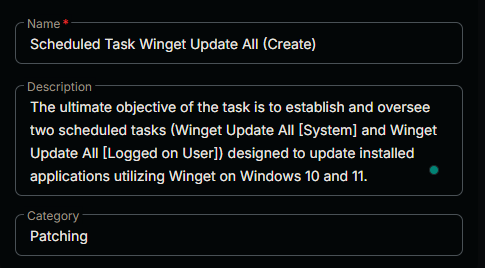 Name *
Scheduled Task Winget Update All (Create)
Description
The ultimate objective of the task is to establish and oversee
two scheduled tasks (Winget Update All [System] and Winget
Update All [Logged on User]) designed to update installed
applications utilizing Winget on Windows 10 and 11.
Category
Patching